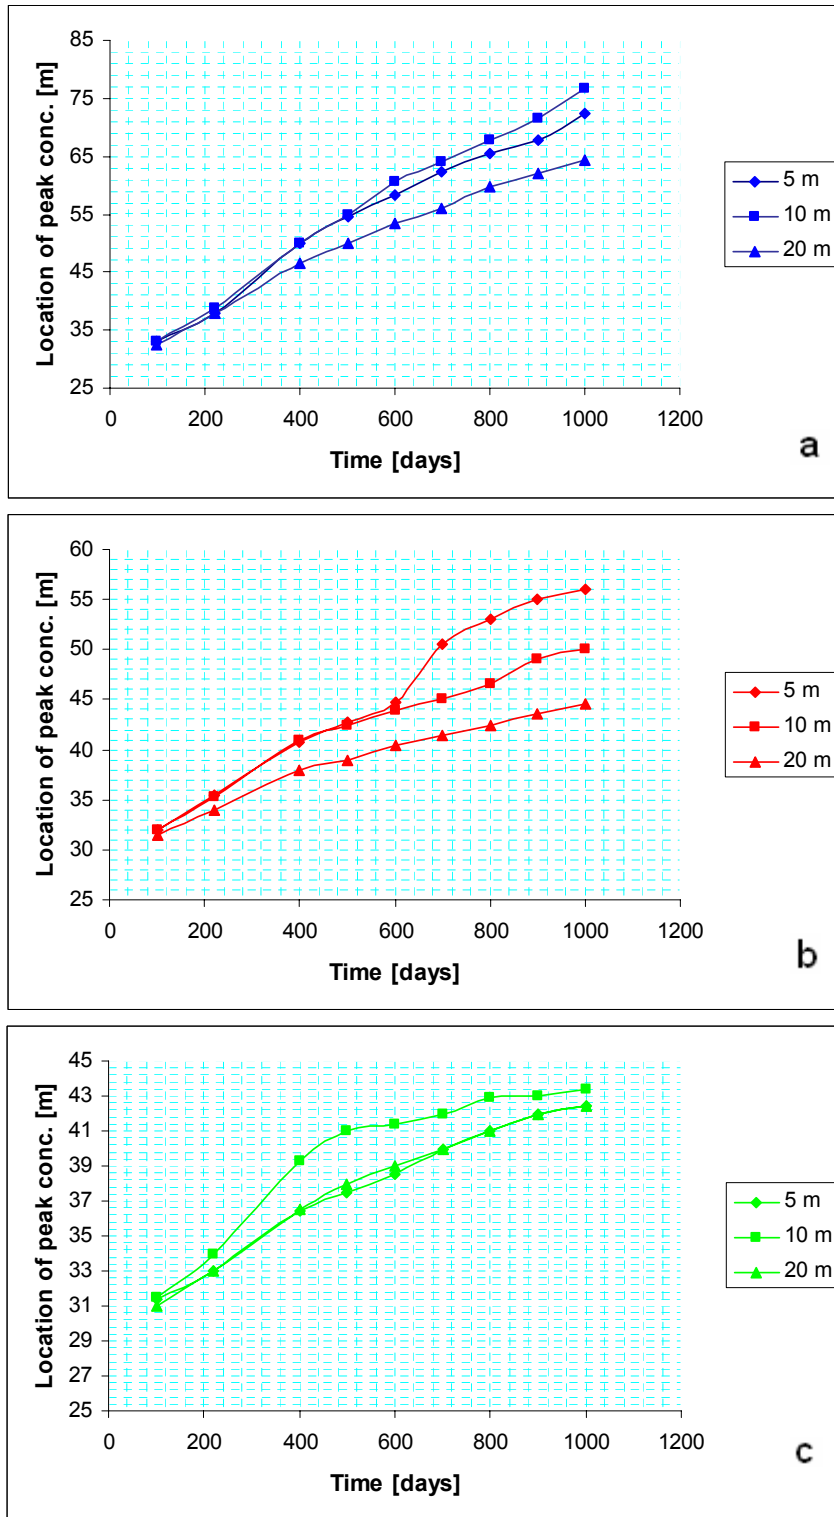 85
75
65
55
45
35
25
Location of peak conc. [m]
0 200 400 600 800 1000 1200
Time [days]
5 m
10 m
20 m
a
60
55
50
45
40
35
30
25
Location of peak conc. [m]
0 200 400 600 800 1000 1200
Time [days]
5 m
10 m
20 m
b
45
43
41
39
37
35
33
31
29
27
25
Location of peak conc. [m]
0 200 400 600 800 1000 1200
Time [days]
5 m
10 m
20 m
c